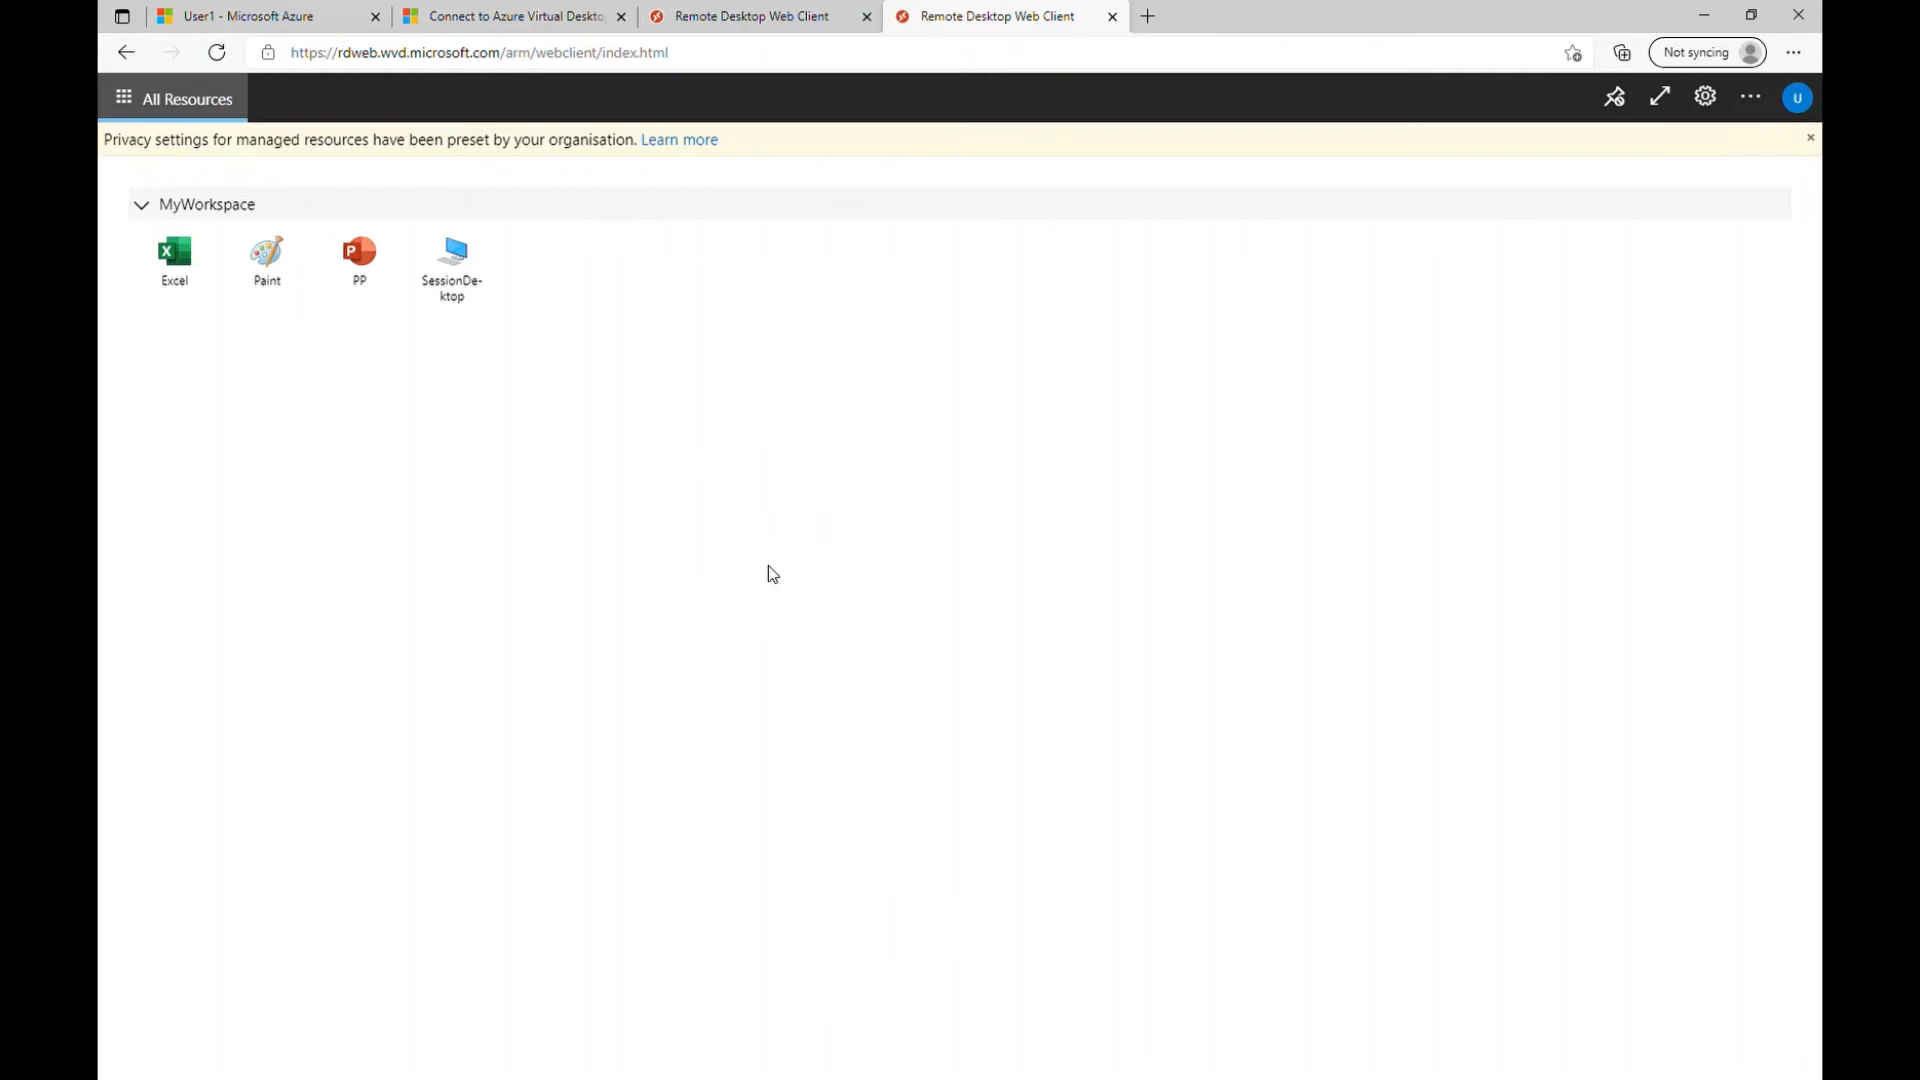 User1 - Microsoft Azure
Connect to Azure Virtual Deskto
Remote Desktop Web Client
Remote Desktop Web Client
https://rdweb.wvd.microsoft.com/arm/webclient/index.html
Not syncing
All Resources
U
Privacy settings for managed resources have been preset by your organisation. Learn more
MyWorkspace
Excel
Paint
PP
SessionDe-
ktop